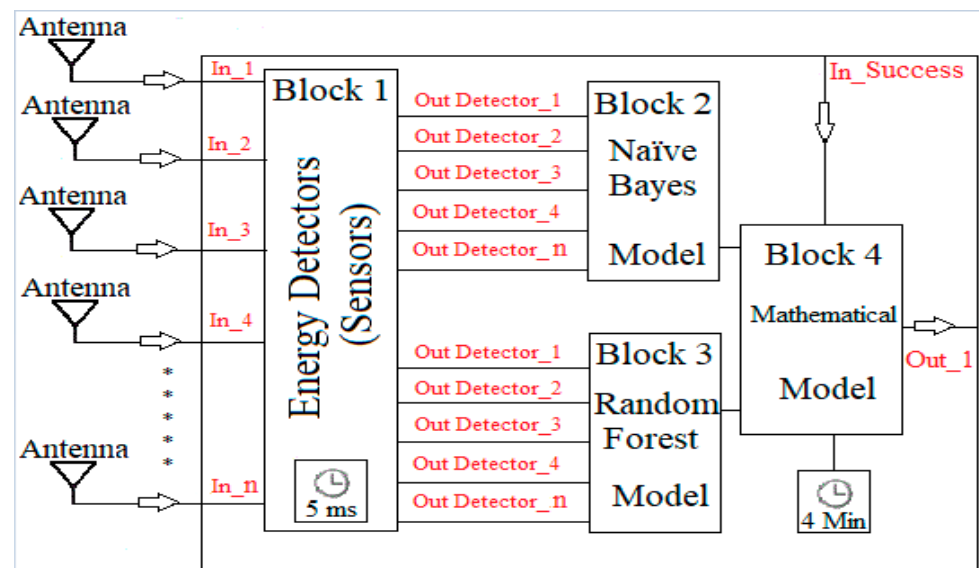 Antenna
In_1
Antenna
In_2
Antenna
In_3
Antenna
In_4
*
*
*
*
*
Antenna
In_n
Block 1
Energy Detectors
(Sensors)
5 ms
Out Detector_1
Out Detector_2
Out Detector_3
Out Detector_4
Out Detector_n
Block 2
Naïve
Bayes
Model
Out Detector_1
Out Detector_2
Out Detector_3
Out Detector_4
Out Detector_n
Block 3
Random
Forest
Model
In_Success
Block 4
Mathematical
Model
4 Min
Out_1